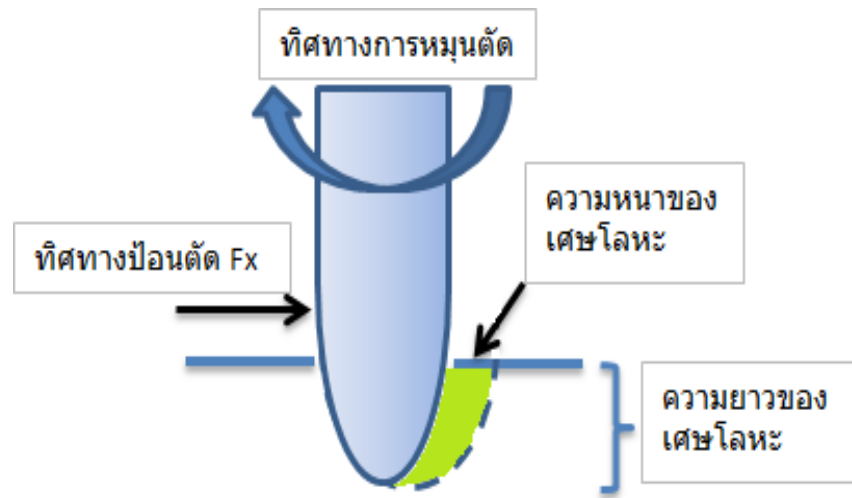 ทิศทางการหมุนตัด
ความหนาของ
เศษโลหะ
ทิศทางป้อนตัด Fx
ความยาวของ
เศษโลหะ